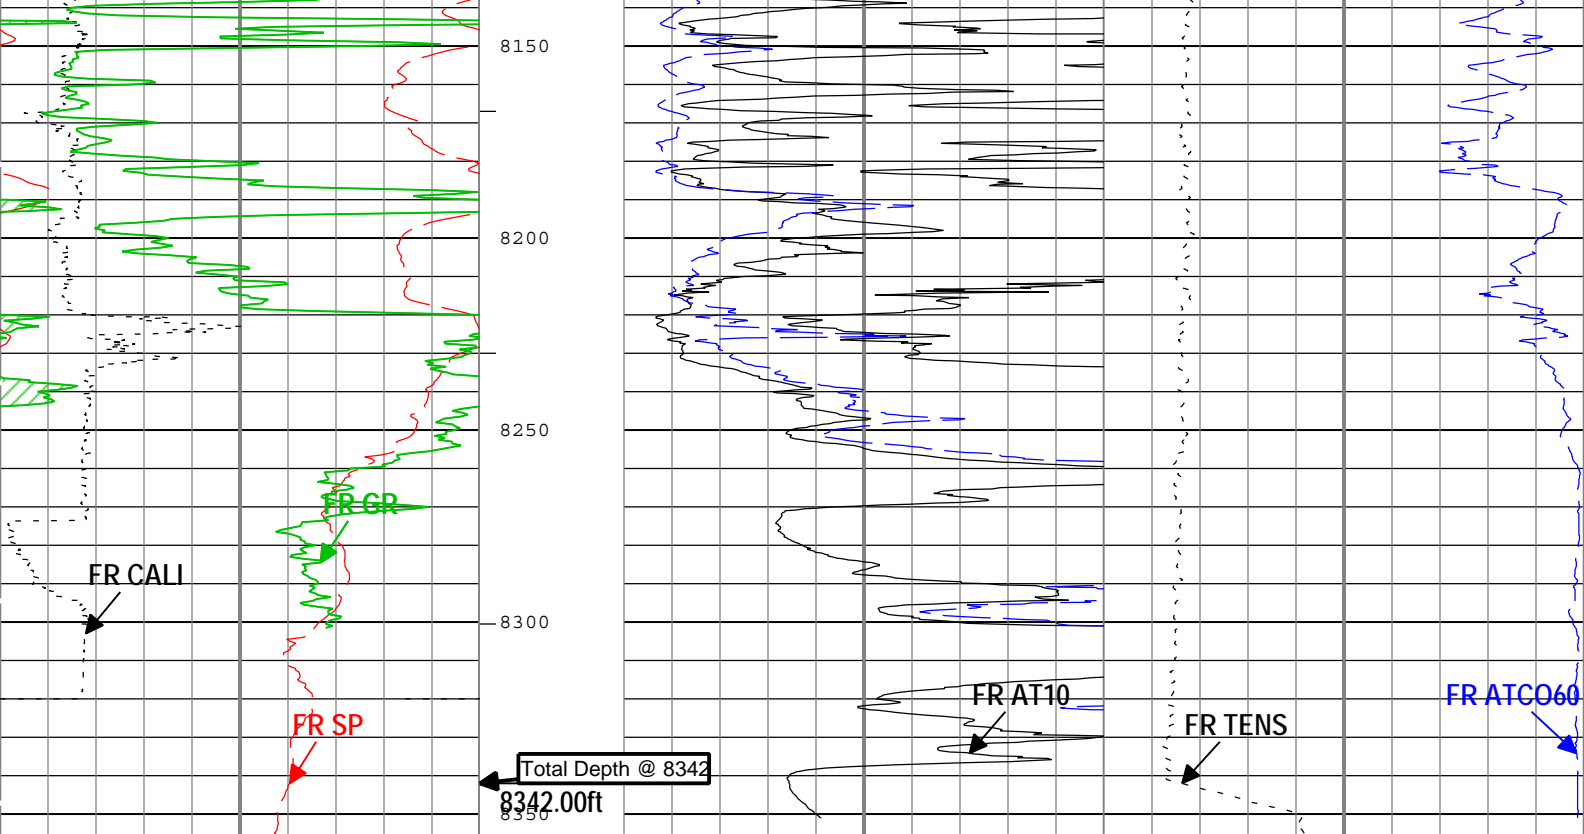 8150
8200
8250
FR GR
FR CALI
8300
FR AT10
FR ATCO60
FR SP
FR TENS
Total Depth @ 8342
8342.00ft
8350